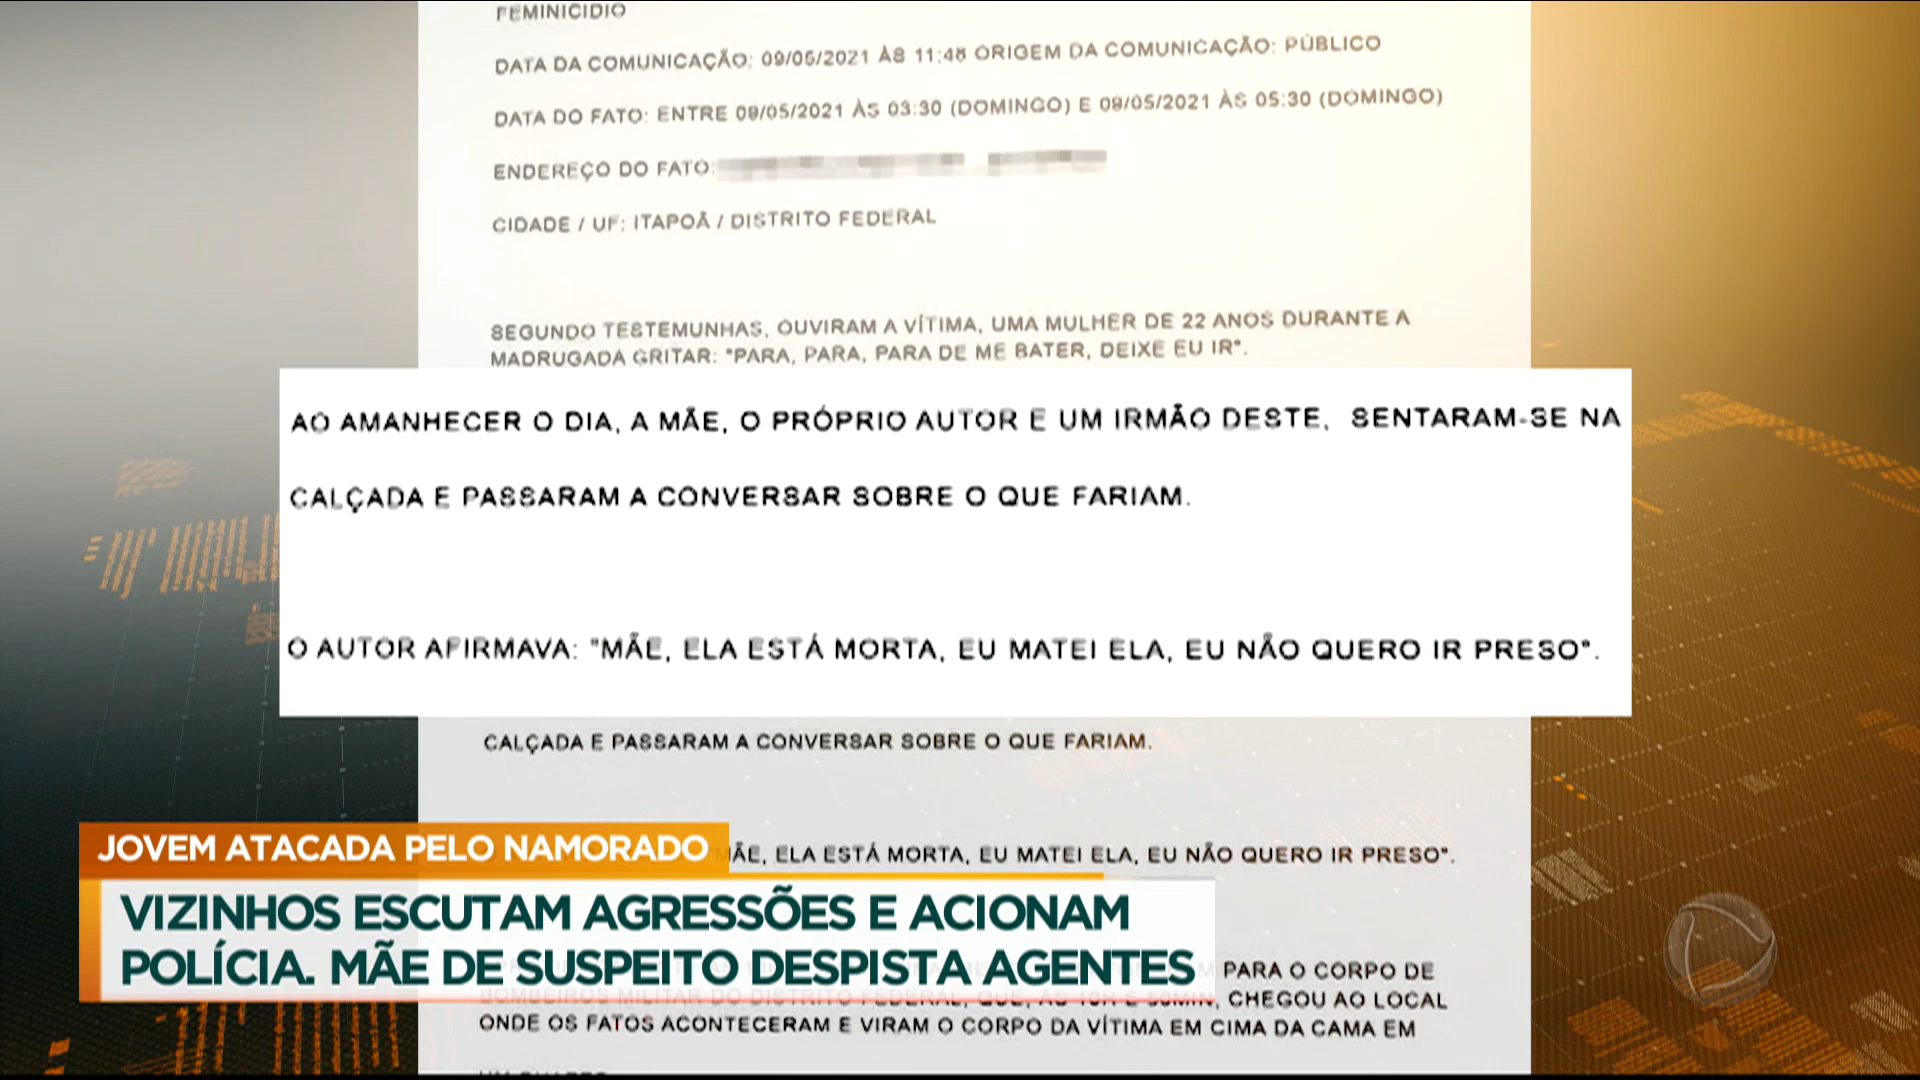 FEMINICIDIO
DATA DA COMUNICAÇÃO: 09/05/2021 ÀS 11:48 ORIGEM DA COMUNICAÇÃO: PÚBLICO
DATA DO FATO: ENTRE 09/05/2021 ÀS 03:30 (DOMINGO) E 09/05/2021 ÀS 05:30 (DOMINGO)
ENDEREÇO DO FATO:
CIDADE / UF: ITAPOÃ / DISTRITO FEDERAL
SEGUNDO TESTEMUNHAS, OUVIRAM A VÍTIMA, UMA MULHER DE 22 ANOS DURANTE A
MADRUGADA GRITAR: "PARA, PARA, PARA DE ME BATER, DEIXE EU IR".
AO AMANHECER O DIA, A MÃE, O PRÓPRIO AUTOR E UM IRMÃO DESTE, SENTARAM-SE NA
CALÇADA E PASSARAM A CONVERSAR SOBRE O QUE FARIAM.
O AUTOR AFIRMAVA: "MÃE, ELA ESTÁ MORTA, EU MATEI ELA, EU NÃO QUERO IR PRESO".
CALÇADA E PASSARAM A CONVERSAR SOBRE O QUE FARIAM.
MÃE, ELA ESTÁ MORTA, EU MATEI ELA, EU NÃO QUERO IR PRESO".
JOVEM ATACADA PELO NAMORADO
VIZINHOS ESCUTAM AGRESSÕES E ACIONAM
POLÍCIA. MÃE DE SUSPEITO DESPISTA AGENTES
PARA O CORPO DE
BOMBEIROS MILITAR DO DISTRITO FEDERAL, QUE, CHEGOU AO LOCAL
ONDE OS FATOS ACONTECERAM E VIRAM O CORPO DA VÍTIMA EM CIMA DA CAMA EM